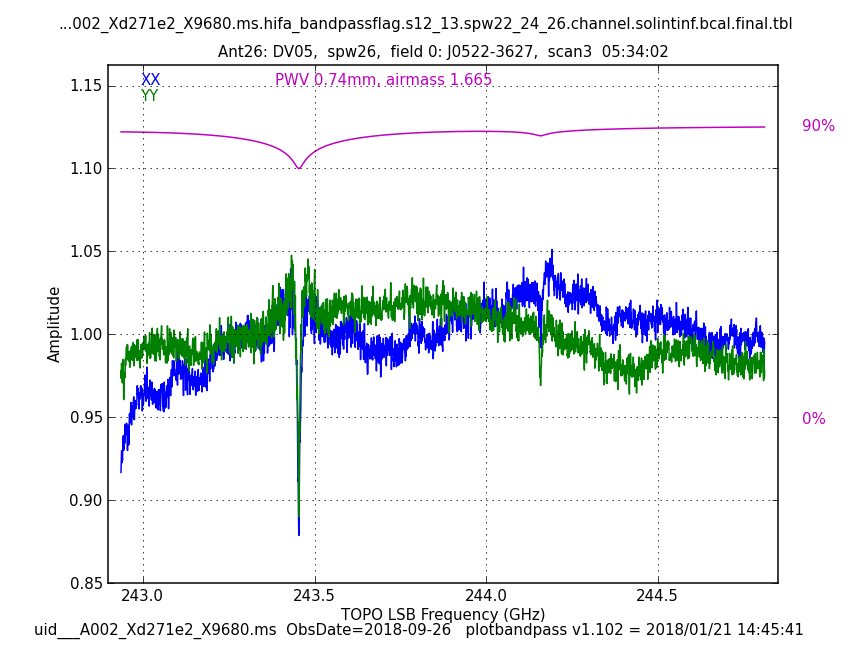 ...002_Xd271e2_X9680.ms.hifa_bandpassflag.s12_13.spw22_24_26.channel.solintinf.bcal.final.tbl
Ant26: DV05,  spw26,  field 0: J0522-3627,  scan3  05:34:02
XX
YY
PWV 0.74mm, airmass 1.665
1.15
1.10
1.05
1.00
0.95
0.90
0.85
Amplitude
90%
0%
243.0 243.5 244.0 244.5
TOPO LSB Frequency (GHz)
uid___A002_Xd271e2_X9680.ms  ObsDate=2018-09-26   plotbandpass v1.102 = 2018/01/21 14:45:41